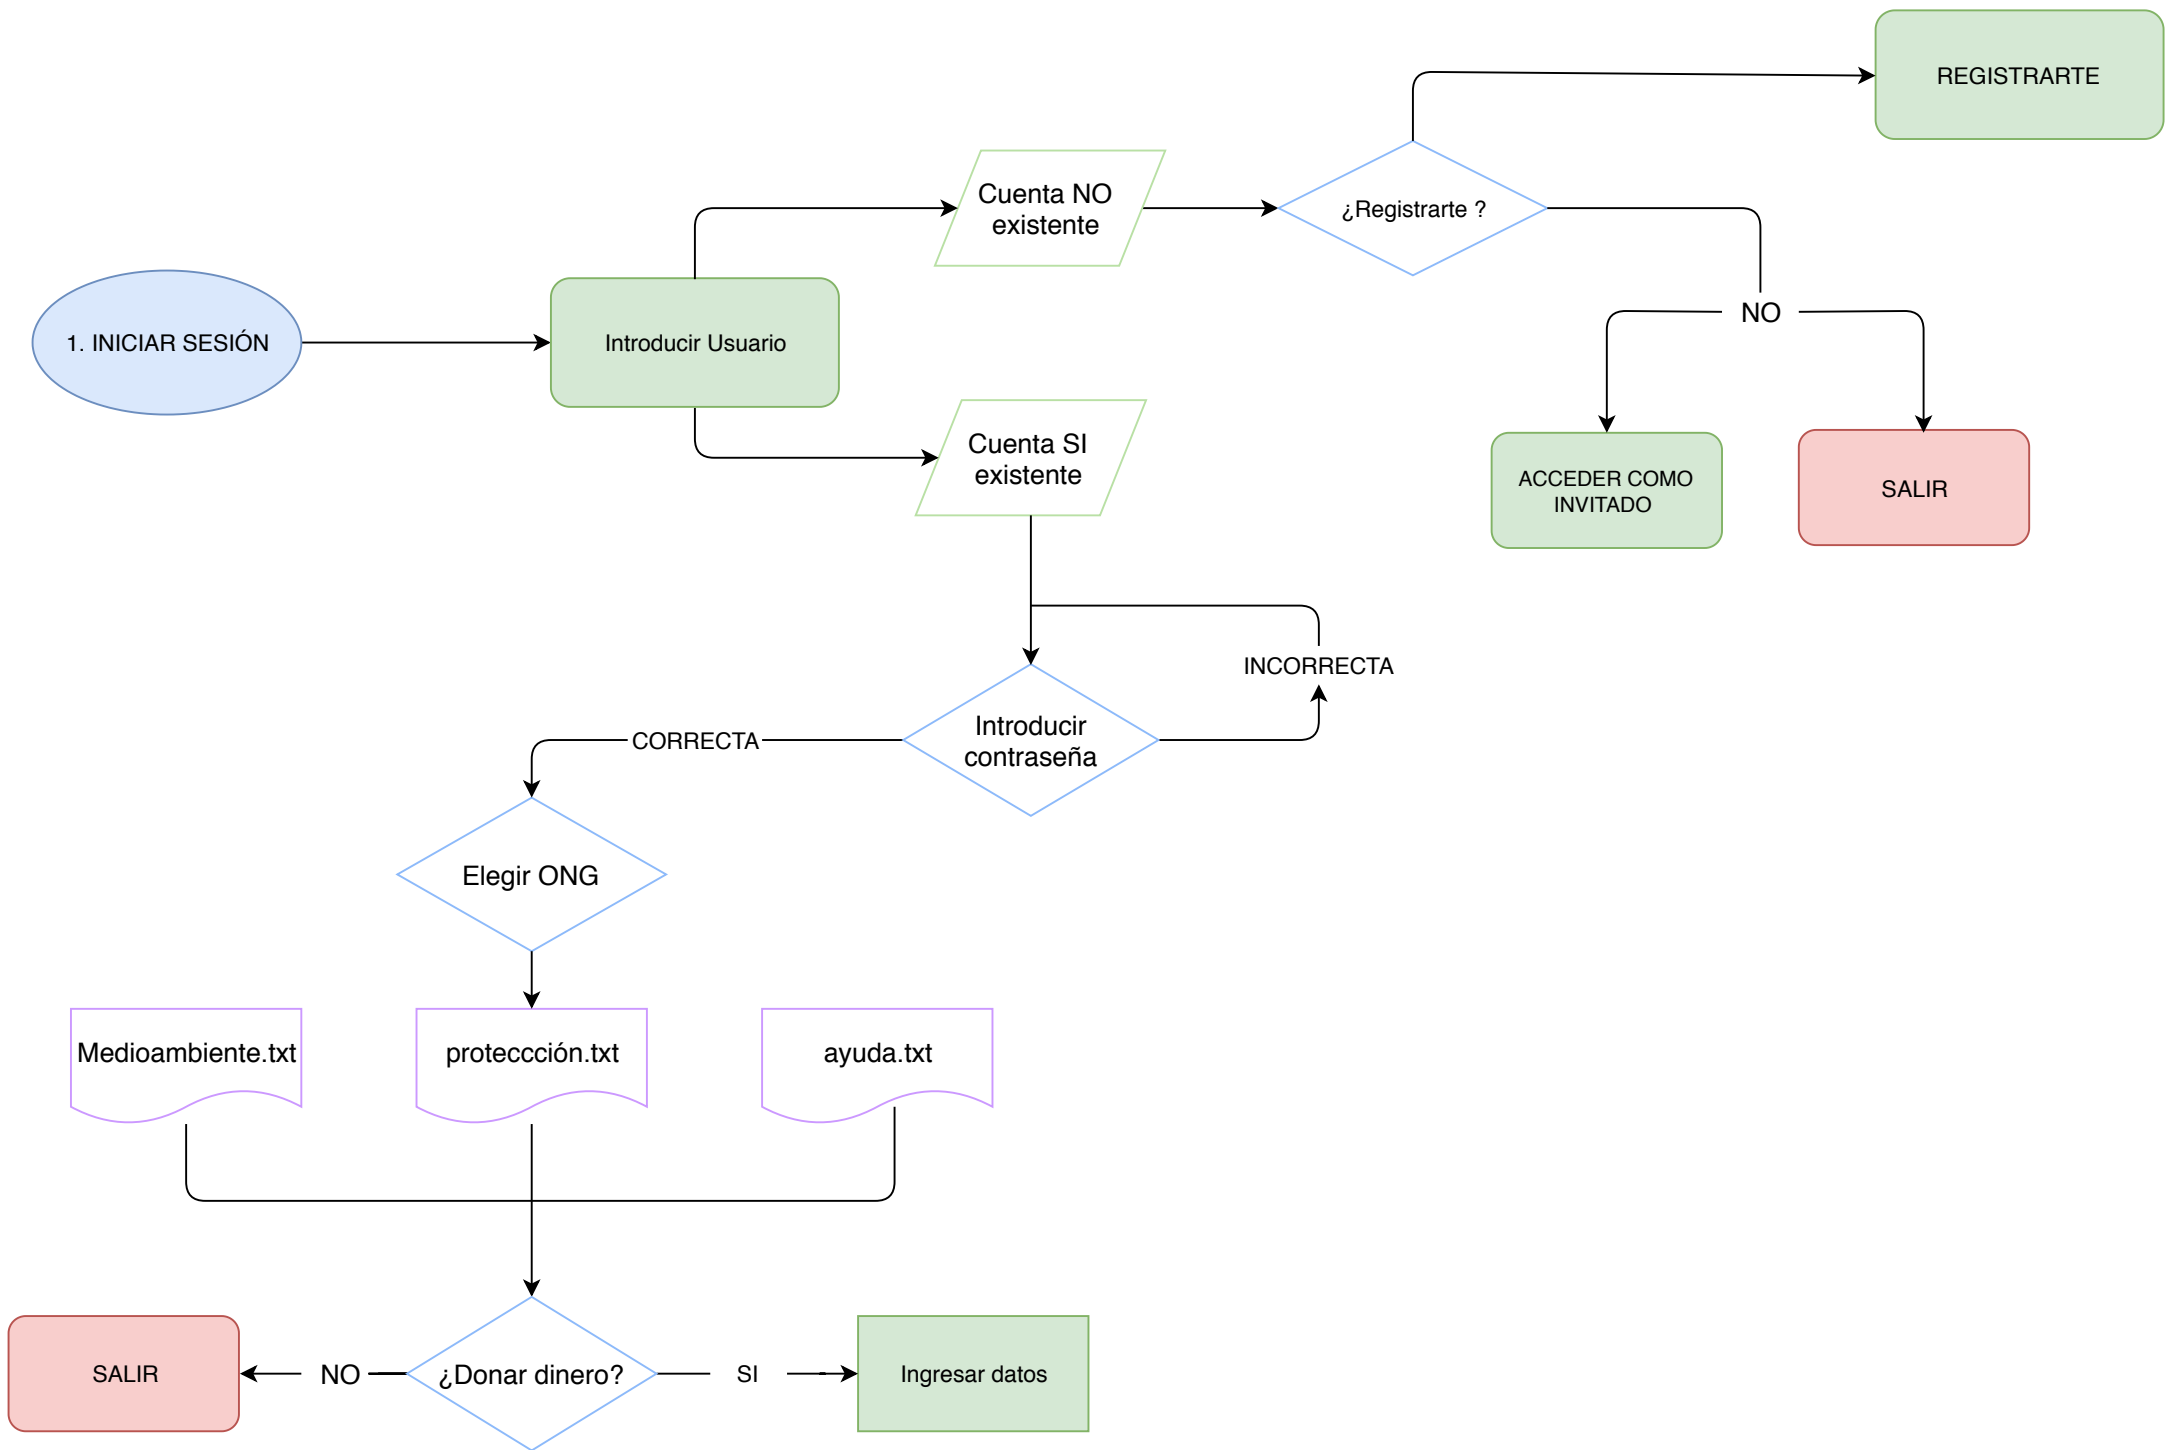 REGISTRARTE
Cuenta NO
existente
¿Registrarte ?
1. INICIAR SESIÓN
Introducir Usuario
NO
Cuenta SI
existente
ACCEDER COMO
INVITADO
SALIR
INCORRECTA
Introducir
contraseña
CORRECTA
Elegir ONG
Medioambiente.txt
proteccción.txt
ayuda.txt
SALIR
NO
¿Donar dinero?
SI
Ingresar datos